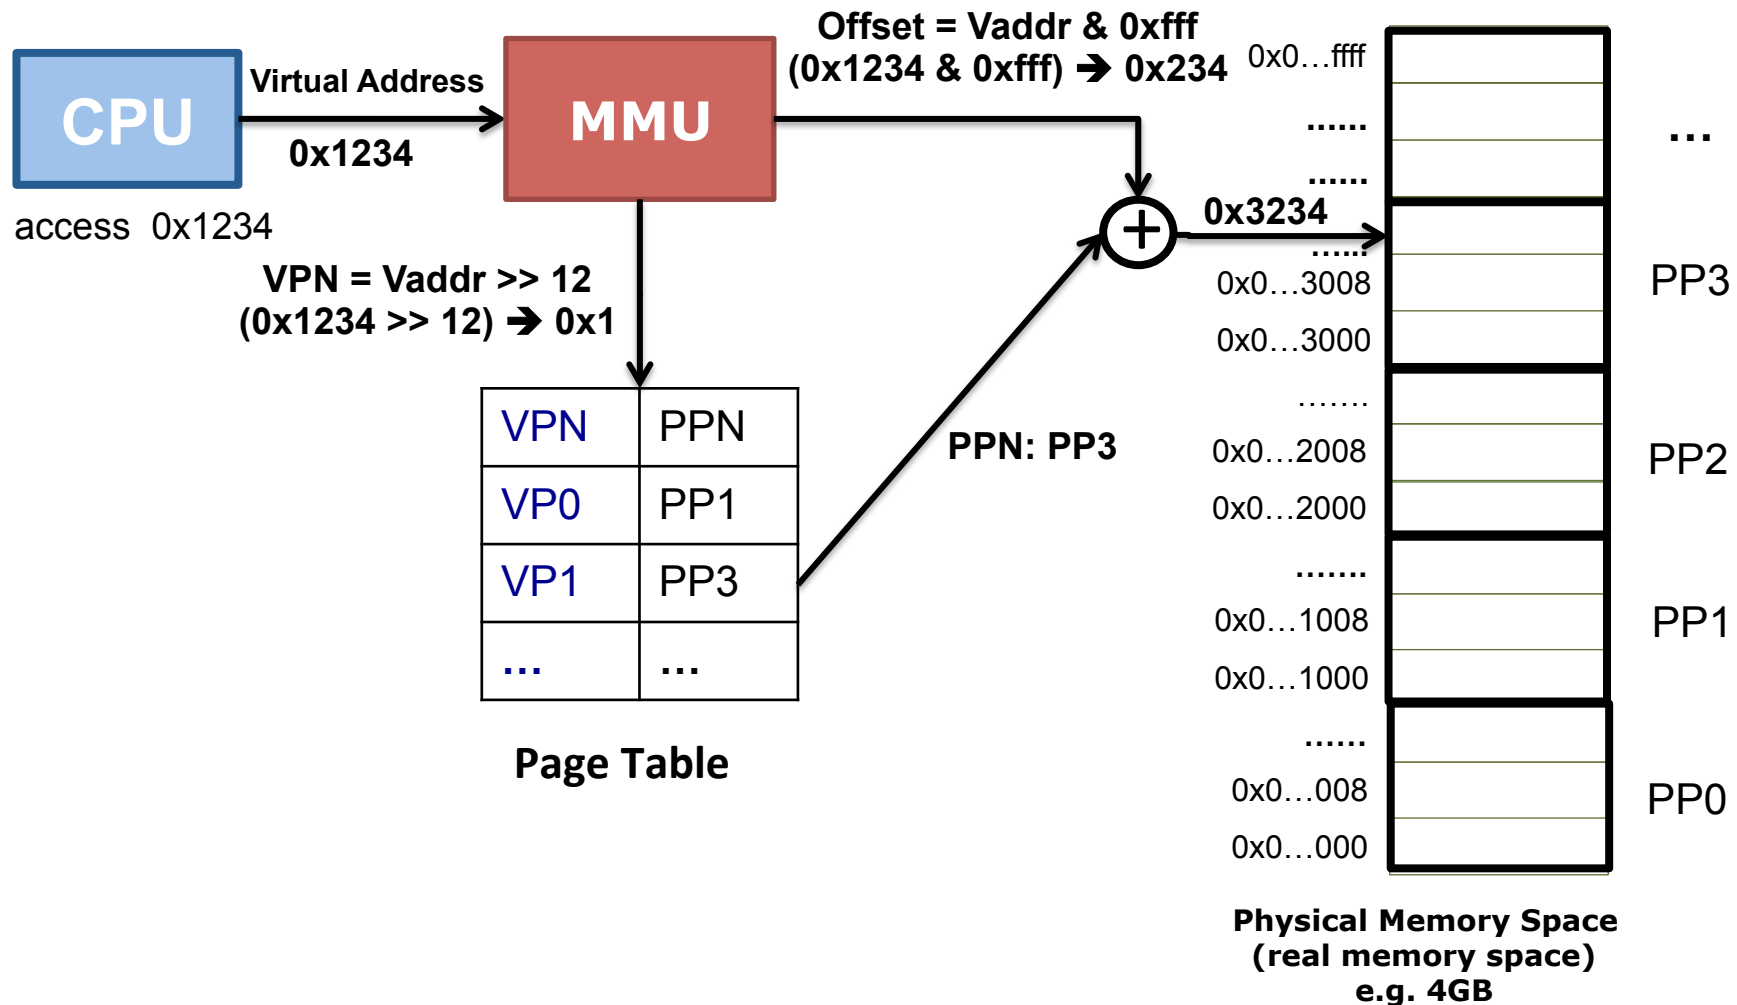 CPU
Virtual Address
0x1234
access  0x1234
MMU
Offset = Vaddr & 0xfff
(0x1234 & 0xfff) ➔ 0x234
VPN = Vaddr >> 12
(0x1234 >> 12) ➔ 0x1
VPN PPN
VP0 PP1
VP1 PP3
... ...
Page Table
PPN: PP3
+
0x3234
0x0…ffff
......
...
......
......
0x0…3008
PP3
0x0…3000
.......
0x0…2008
PP2
0x0…2000
.......
0x0…1008
PP1
0x0…1000
......
0x0…008
PP0
0x0…000
Physical Memory Space
(real memory space)
e.g. 4GB